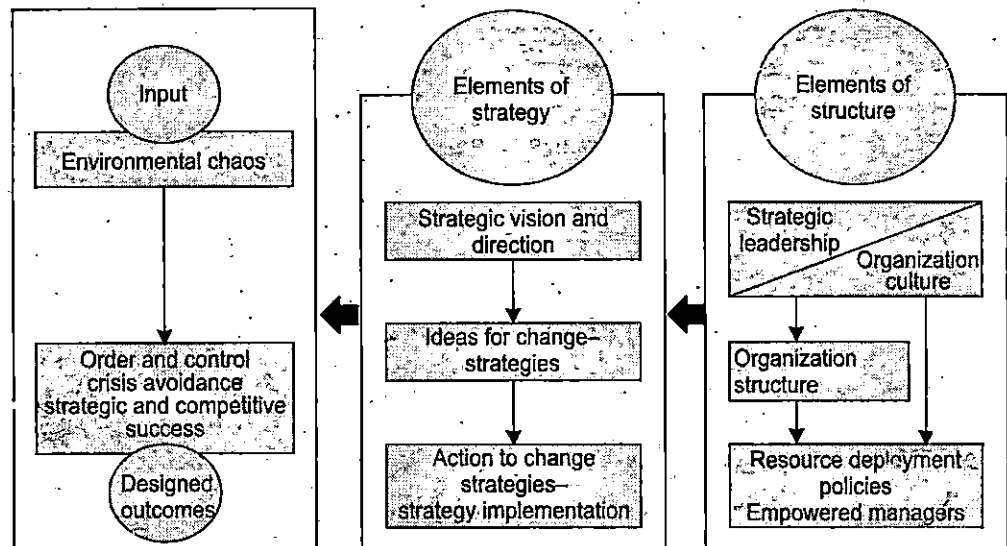 Input
Environmental chaos
Order and control
crisis avoidance
strategic and competitive
success
Designed
outcomes
Elements of
strategy
Strategic vision and
direction
Ideas for change–
strategies
Action to change
strategies–
strategy implementation
Elements of
structure
Strategic
leadership
Organization
culture
Organization
structure
Resource deployment
policies
Empowered managers